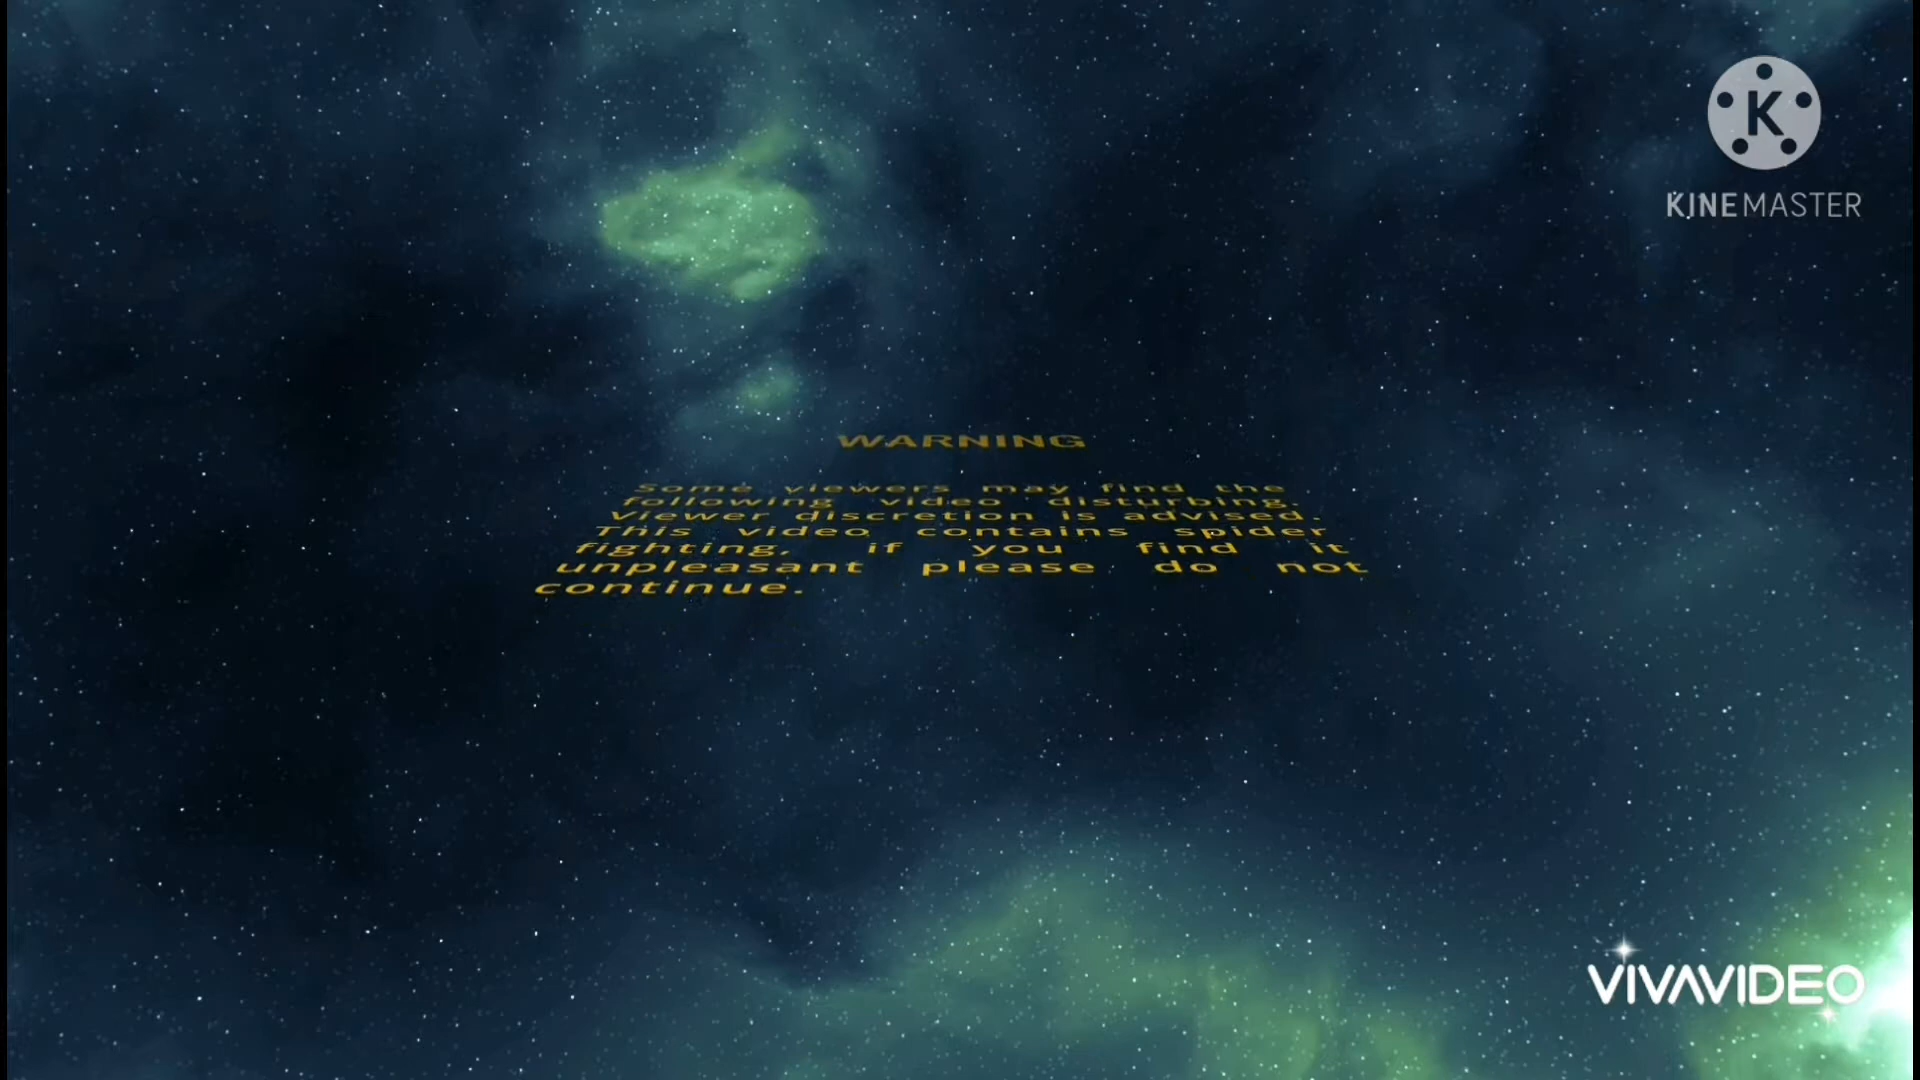 K
KINEMASTER
WARNING
Some viewers may find the
following video disturbing.
Viewer discretion is advised.
This video contains spider
fighting, if you find it
unpleasant please do not
continue.
VIVAVIDEO